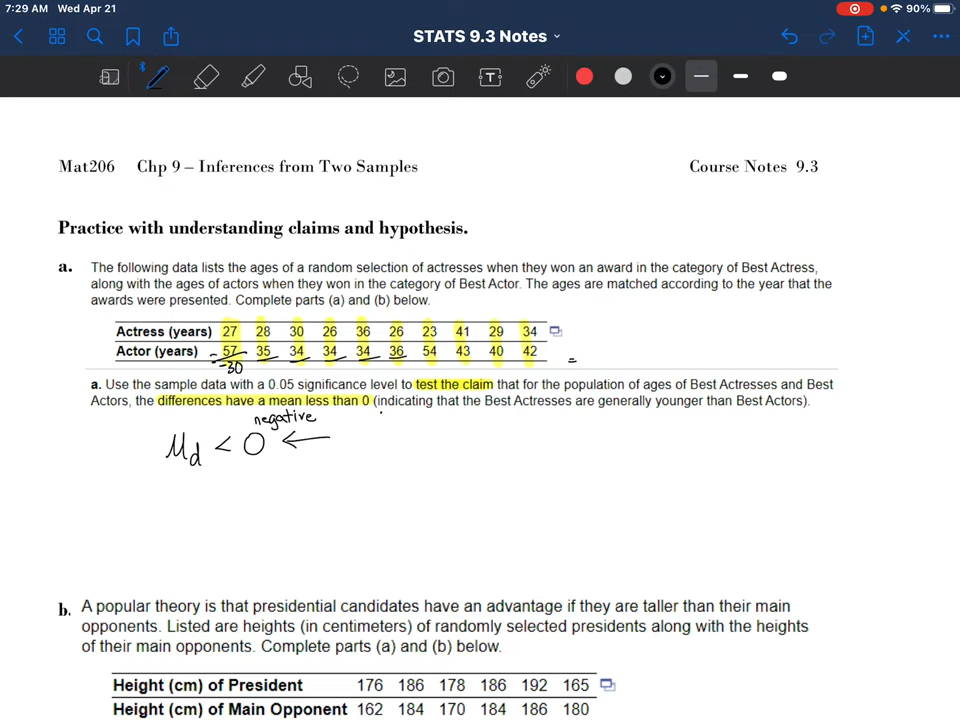 7:29 AM Wed Apr 21
90%
STATS 9.3 Notes
T
Mat206 Chp 9 – Inferences from Two Samples Course Notes 9.3
Practice with understanding claims and hypothesis.
a. The following data lists the ages of a random selection of actresses when they won an award in the category of Best Actress,
along with the ages of actors when they won in the category of Best Actor. The ages are matched according to the year that the
awards were presented. Complete parts (a) and (b) below.
Actress (years) 27 28 30 26 36 26 23 41 29 34
Actor (years) - 57 35 34 34 34 36 54 43 40 42 =
-30
a. Use the sample data with a 0.05 significance level to test the claim that for the population of ages of Best Actresses and Best
Actors, the differences have a mean less than 0 (indicating that the Best Actresses are generally younger than Best Actors).
negative
μd < 0 ←
b. A popular theory is that presidential candidates have an advantage if they are taller than their main
opponents. Listed are heights (in centimeters) of randomly selected presidents along with the heights
of their main opponents. Complete parts (a) and (b) below.
Height (cm) of President 176 186 178 186 192 165
Height (cm) of Main Opponent 162 184 170 184 186 180